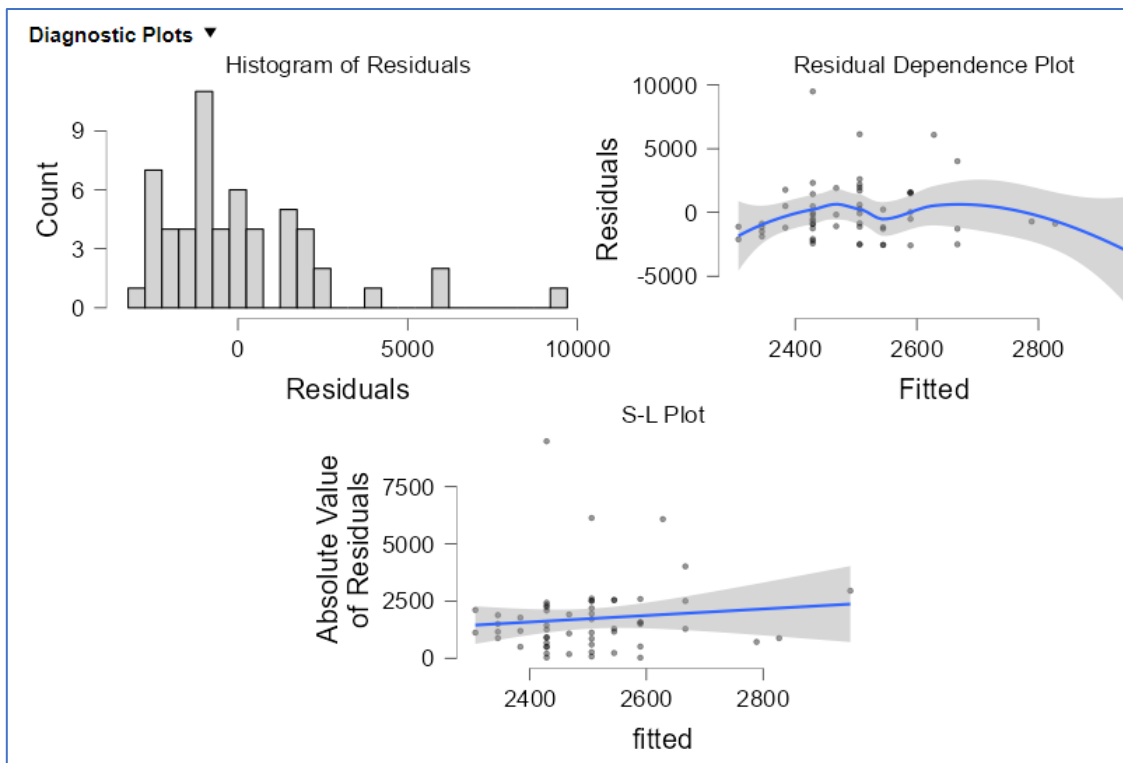 Diagnostic Plots ▼
Histogram of Residuals
Count
9
6
3
0
0
5000
10000
Residuals
Residual Dependence Plot
Residuals
10000
5000
0
-5000
2400
2600
2800
Fitted
S-L Plot
Absolute Value
of Residuals
7500
5000
2500
0
2400
2600
2800
fitted